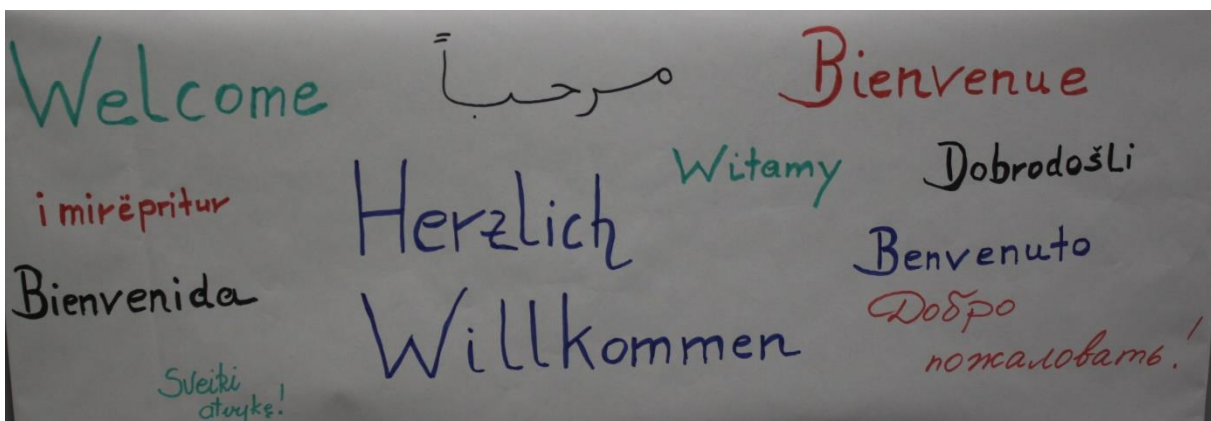 Welcome
مرحباً
Bienvenue
Witamy
Dobrodošli
i mirëpritur
Herzlich
Willkommen
Benvenuto
Bienvenida
Добро
пожаловать!
Sveiki
atvykę!